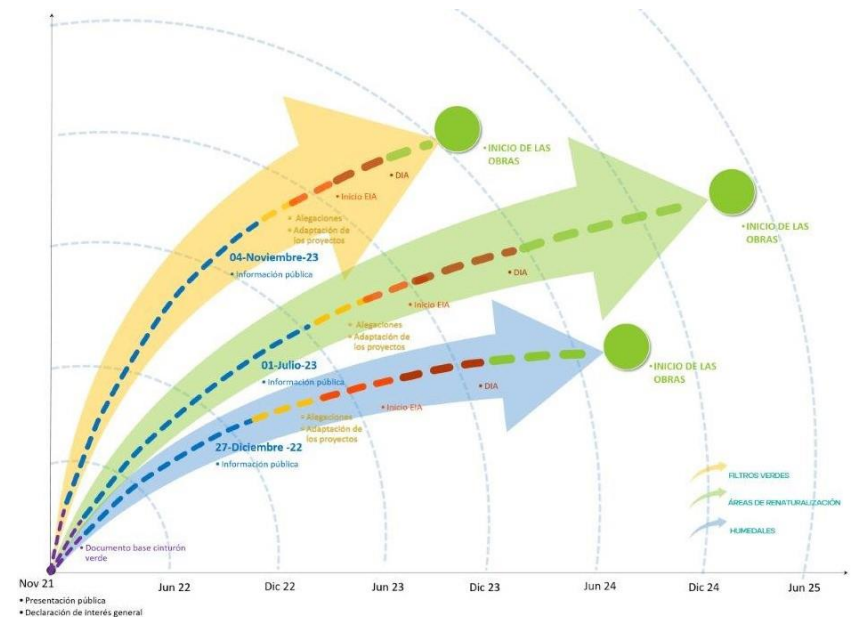 • INICIO DE LAS
OBRAS
• DIA
• Inicio EIA
Alegaciones
Adaptación de
los proyectos
04-Noviembre-23
• Información pública
• INICIO DE LAS
OBRAS
• DIA
• Inicio EIA
Alegaciones
Adaptación de
los proyectos
01-Julio-23
• Información pública
• INICIO DE LAS
OBRAS
• DIA
• Inicio EIA
Alegaciones
Adaptación de
los proyectos
27-Diciembre -22
• Información pública
FILTROS VERDES
ÁREAS DE RENATURALIZACIÓN
HUMEDALES
• Documento base cinturón
verde
Nov 21
Jun 22
Dic 22
Jun 23
Dic 23
Jun 24
Dic 24
Jun 25
• Presentación pública
• Declaración de interés general